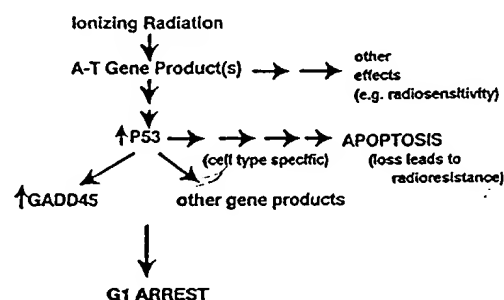 Ionizing Radiation
A-T Gene Product(s)
other
effects
(e.g. radiosensitivity)
P53
APOPTOSIS
(cell type specific)
(loss leads to
radioresistance)
GADD45
other gene products
G1 ARREST